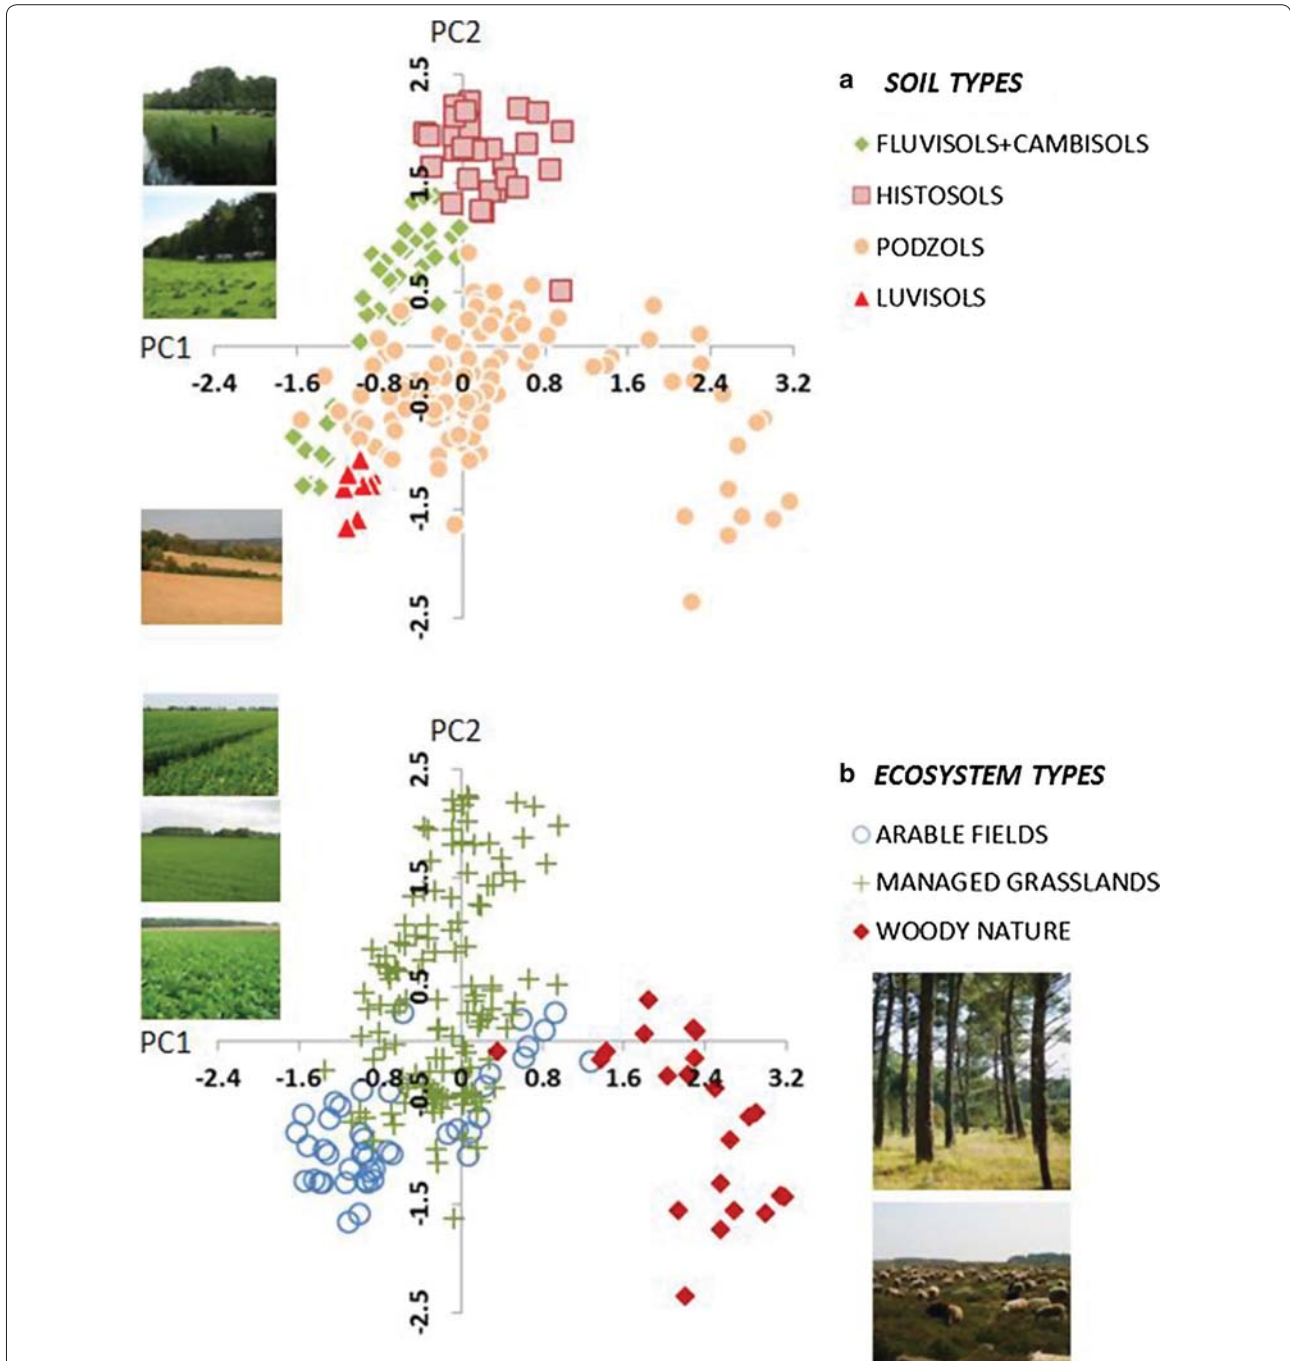 PC2
2.5
1.5
0.5
-0.5
-1.5
-2.5
PC1
-2.4 -1.6 -0.8 0 0.8 1.6 2.4 3.2
a SOIL TYPES
FLUVISOLS+CAMBISOLS
HISTOSOLS
PODZOLS
LUVISOLS
PC2
2.5
1.5
0.5
-0.5
-1.5
-2.5
PC1
-2.4 -1.6 -0.8 0 0.8 1.6 2.4 3.2
b ECOSYSTEM TYPES
ARABLE FIELDS
MANAGED GRASSLANDS
WOODY NATURE